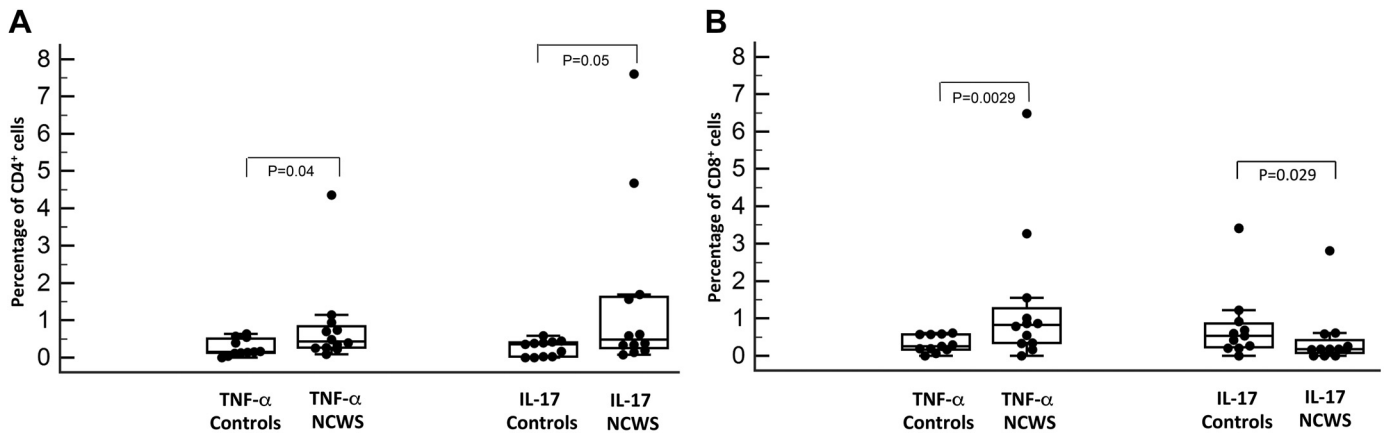 A
Percentage of CD4⁺ cells
8
7
6
5
4
3
2
1
0
P=0.04
P=0.05
TNF-α
Controls
TNF-α
NCWS
IL-17
Controls
IL-17
NCWS
B
Percentage of CD8⁺ cells
8
7
6
5
4
3
2
1
0
P=0.0029
P=0.029
TNF-α
Controls
TNF-α
NCWS
IL-17
Controls
IL-17
NCWS